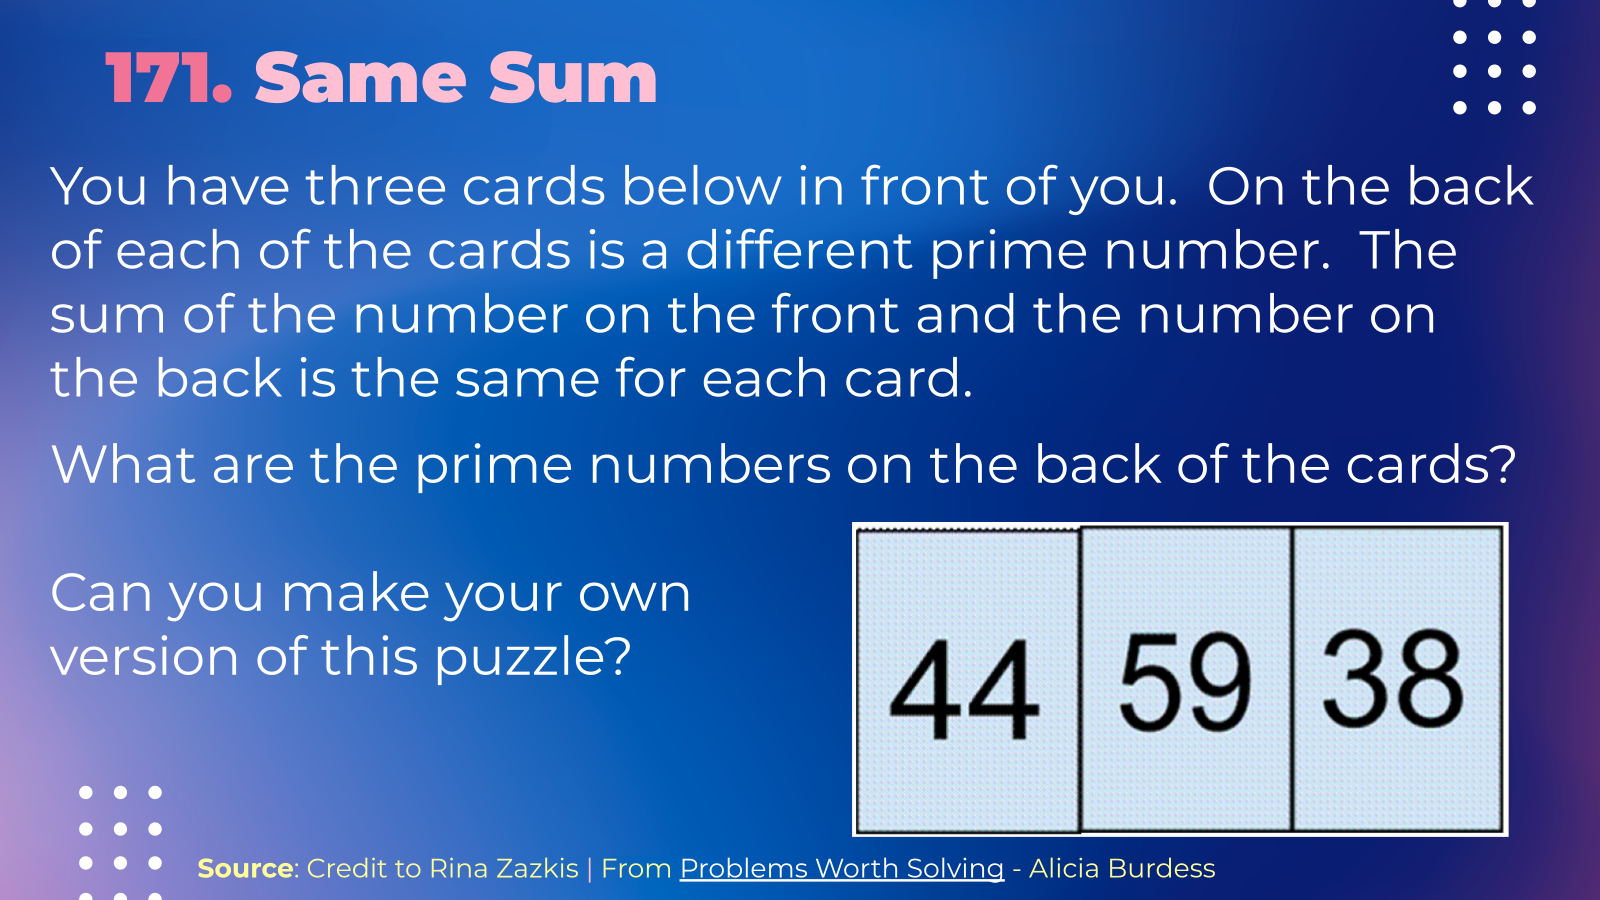 171. Same Sum
You have three cards below in front of you.  On the back
of each of the cards is a different prime number.  The
sum of the number on the front and the number on
the back is the same for each card.
What are the prime numbers on the back of the cards?
Can you make your own
version of this puzzle?
44 59 38
Source: Credit to Rina Zazkis | From Problems Worth Solving - Alicia Burdess